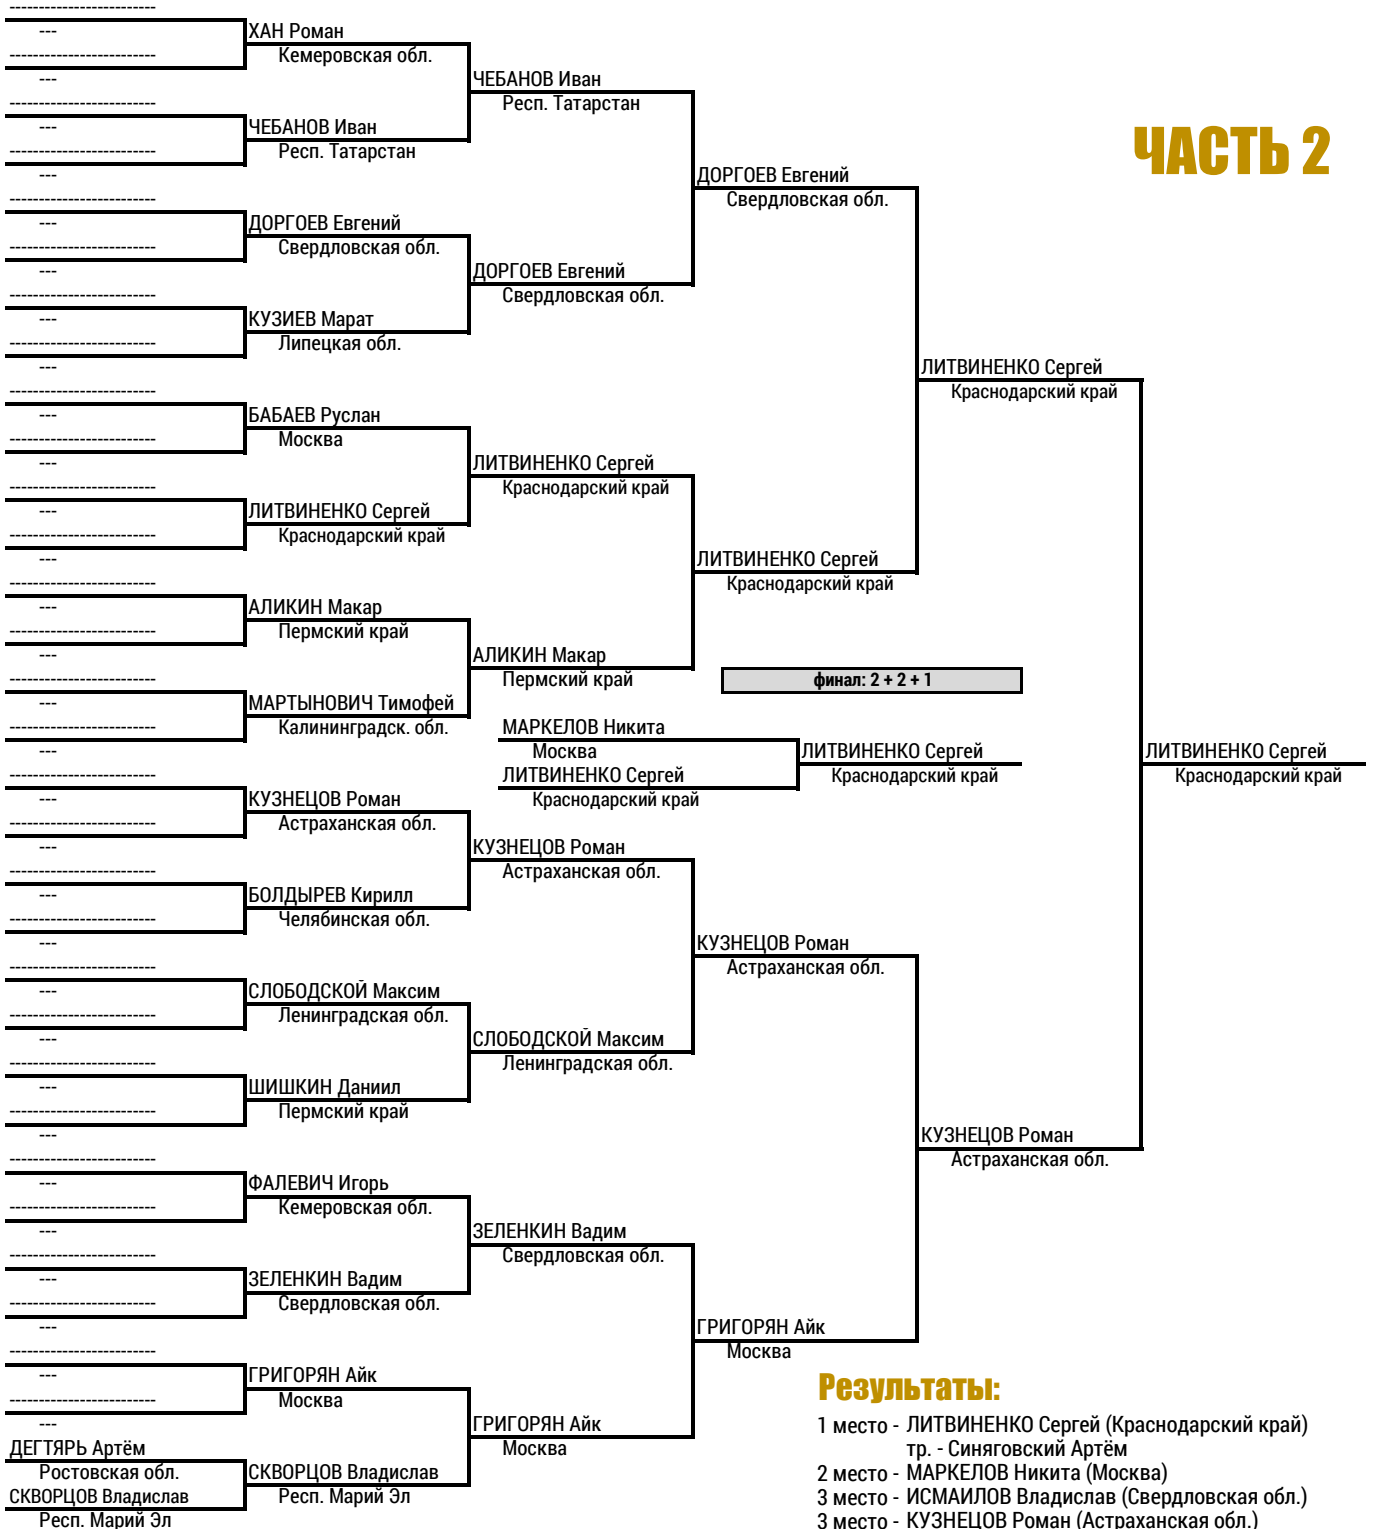 ЧАСТЬ 2
-------------------------
---
-------------------------
---
-------------------------
---
-------------------------
---
-------------------------
---
-------------------------
---
-------------------------
---
-------------------------
---
-------------------------
---
-------------------------
---
-------------------------
---
-------------------------
---
-------------------------
---
-------------------------
---
-------------------------
---
-------------------------
---
-------------------------
---
-------------------------
---
-------------------------
---
-------------------------
---
-------------------------
---
-------------------------
---
-------------------------
---
-------------------------
---
-------------------------
---
-------------------------
---
-------------------------
---
-------------------------
---
-------------------------
---
-------------------------
---
ДЕГТЯРЬ Артём
Ростовская обл.
СКВОРЦОВ Владислав
Респ. Марий Эл
ХАН Роман
Кемеровская обл.
ЧЕБАНОВ Иван
Респ. Татарстан
ДОРГОЕВ Евгений
Свердловская обл.
КУЗИЕВ Марат
Липецкая обл.
БАБАЕВ Руслан
Москва
ЛИТВИНЕНКО Сергей
Краснодарский край
АЛИКИН Макар
Пермский край
МАРТЫНОВИЧ Тимофей
Калининградск. обл.
КУЗНЕЦОВ Роман
Астраханская обл.
БОЛДЫРЕВ Кирилл
Челябинская обл.
СЛОБОДСКОЙ Максим
Ленинградская обл.
ШИШКИН Даниил
Пермский край
ФАЛЕВИЧ Игорь
Кемеровская обл.
ЗЕЛЕНКИН Вадим
Свердловская обл.
ГРИГОРЯН Айк
Москва
СКВОРЦОВ Владислав
Респ. Марий Эл
ЧЕБАНОВ Иван
Респ. Татарстан
ДОРГОЕВ Евгений
Свердловская обл.
ЛИТВИНЕНКО Сергей
Краснодарский край
АЛИКИН Макар
Пермский край
КУЗНЕЦОВ Роман
Астраханская обл.
СЛОБОДСКОЙ Максим
Ленинградская обл.
ЗЕЛЕНКИН Вадим
Свердловская обл.
ГРИГОРЯН Айк
Москва
ДОРГОЕВ Евгений
Свердловская обл.
ЛИТВИНЕНКО Сергей
Краснодарский край
КУЗНЕЦОВ Роман
Астраханская обл.
ГРИГОРЯН Айк
Москва
ЛИТВИНЕНКО Сергей
Краснодарский край
КУЗНЕЦОВ Роман
Астраханская обл.
ЛИТВИНЕНКО Сергей
Краснодарский край
финал: 2 + 2 + 1
МАРКЕЛОВ Никита
Москва
ЛИТВИНЕНКО Сергей
Краснодарский край
ЛИТВИНЕНКО Сергей
Краснодарский край
Результаты:
1 место - ЛИТВИНЕНКО Сергей (Краснодарский край)
тр. - Синяговский Артём
2 место - МАРКЕЛОВ Никита (Москва)
3 место - ИСМАИЛОВ Владислав (Свердловская обл.)
3 место - КУЗНЕЦОВ Роман (Астраханская обл.)